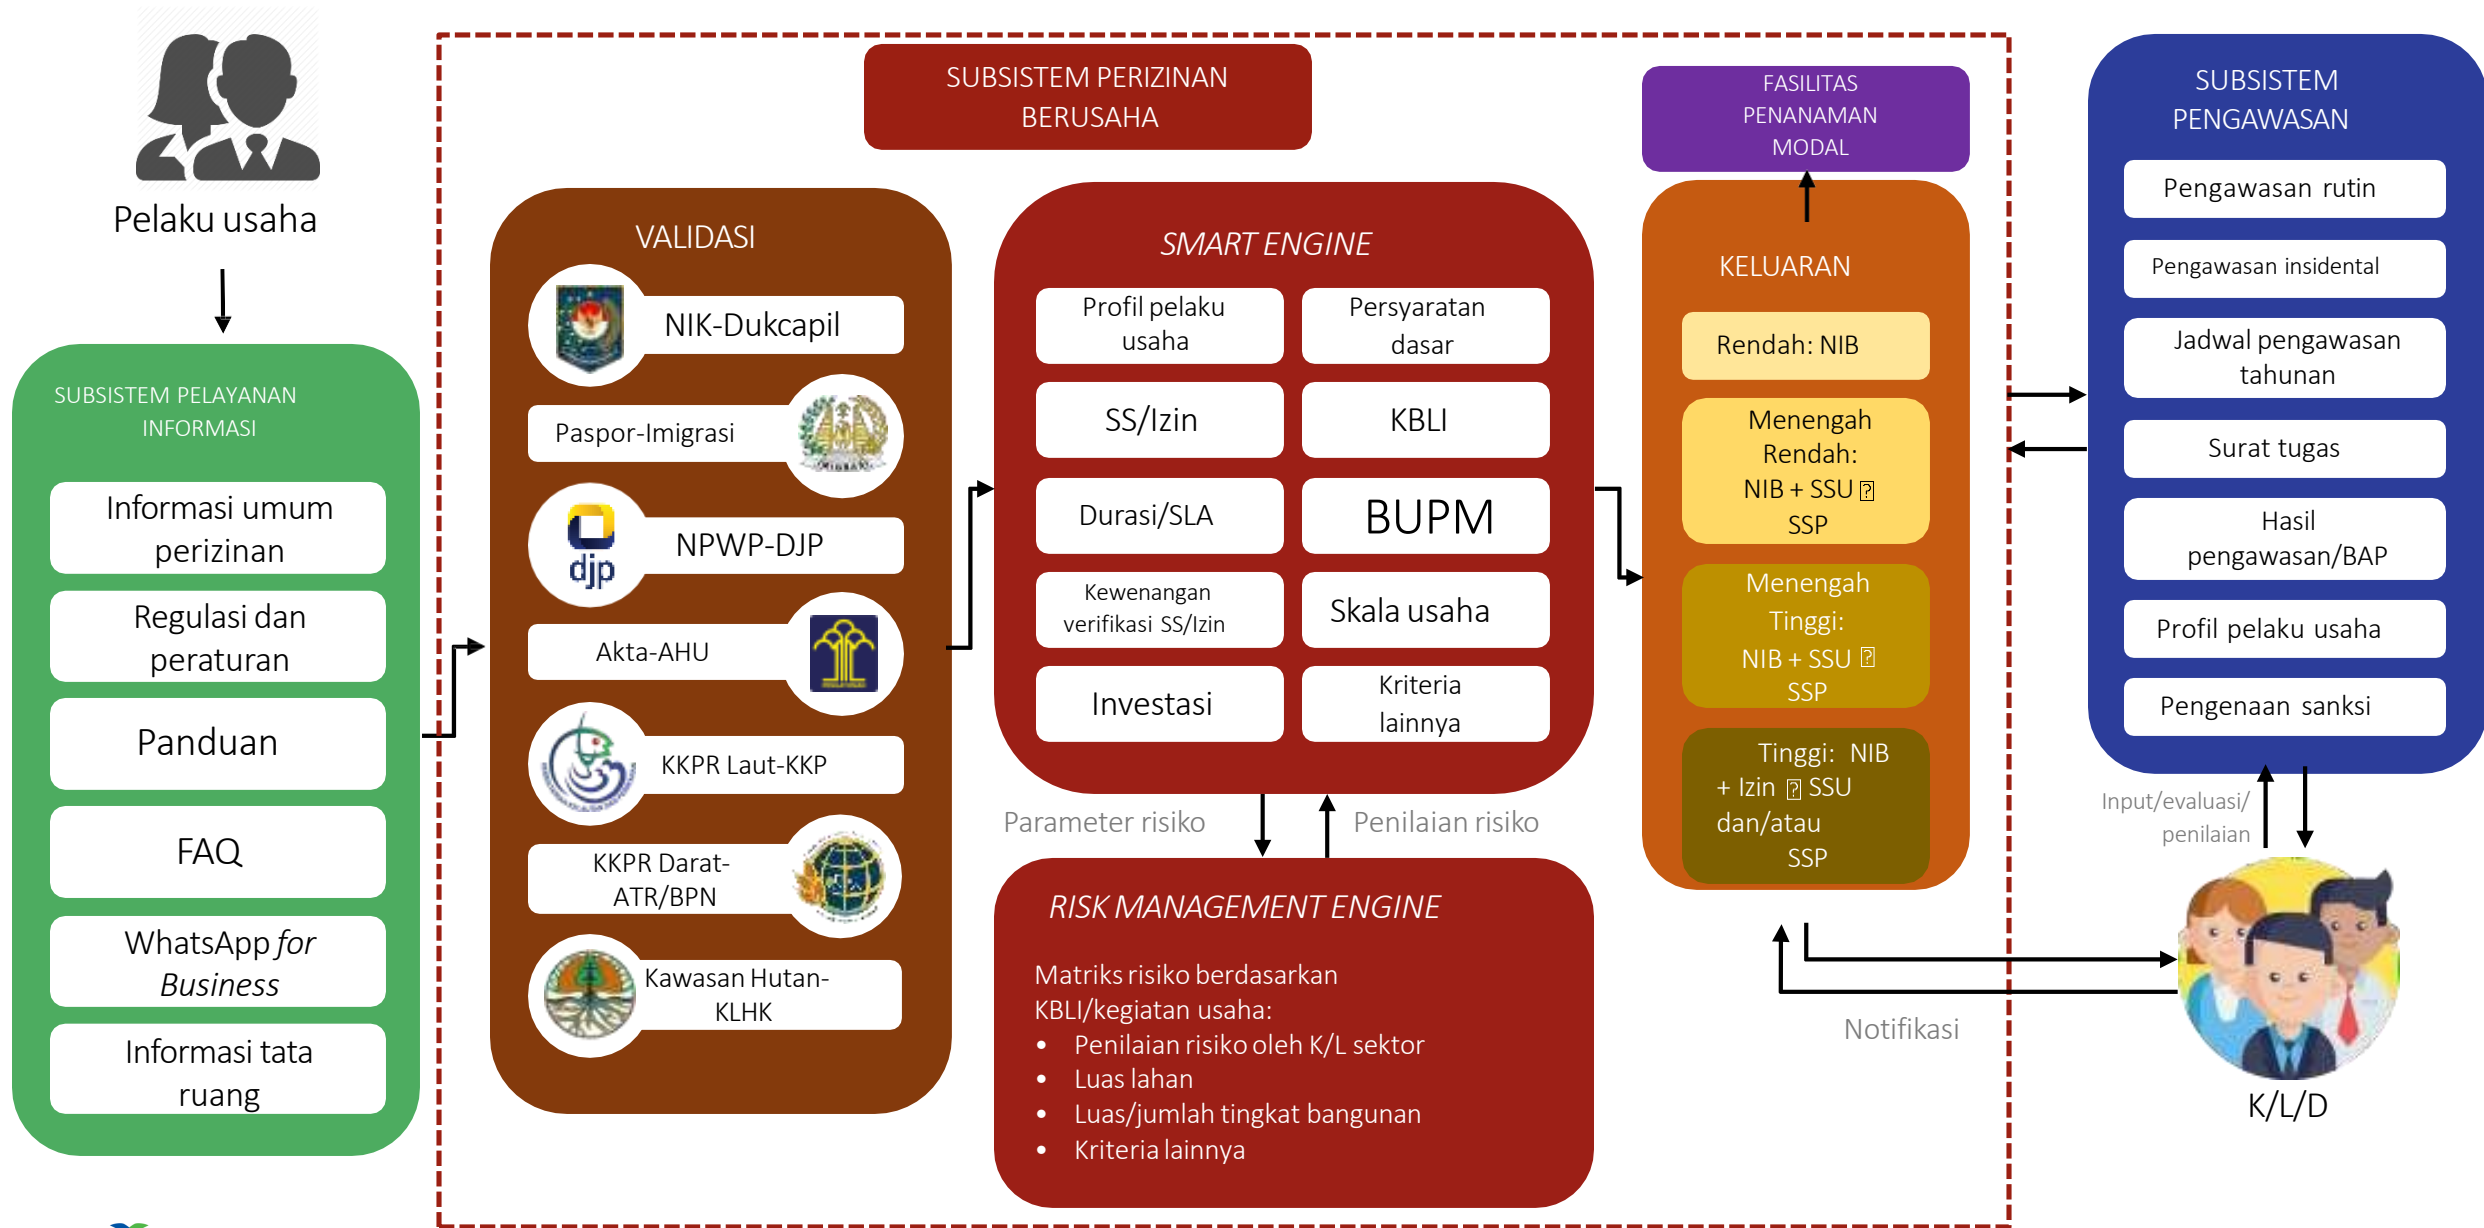 Pelaku usaha
SUBSISTEM PELAYANAN
INFORMASI
Informasi umum
perizinan
Regulasi dan
peraturan
Panduan
FAQ
WhatsApp for
Business
Informasi tata
ruang
SUBSISTEM PERIZINAN
BERUSAHA
VALIDASI
NIK-Dukcapil
Paspor-Imigrasi
IMIGRASI
djp
NPWP-DJP
Akta-AHU
KKPR Laut-KKP
KKPR Darat-
ATR/BPN
Kawasan Hutan-
KLHK
SMART ENGINE
Profil pelaku
usaha
Persyaratan
dasar
SS/Izin
KBLI
Durasi/SLA
BUPM
Kewenangan
verifikasi SS/Izin
Skala usaha
Investasi
Kriteria
lainnya
Parameter risiko
Penilaian risiko
RISK MANAGEMENT ENGINE
Matriks risiko berdasarkan
KBLI/kegiatan usaha:
• Penilaian risiko oleh K/L sektor
• Luas lahan
• Luas/jumlah tingkat bangunan
• Kriteria lainnya
FASILITAS
PENANAMAN
MODAL
KELUARAN
Rendah: NIB
Menengah
Rendah:
NIB + SSU ⍰
SSP
Menengah
Tinggi:
NIB + SSU ⍰
SSP
Tinggi: NIB
+ Izin ⍰ SSU
dan/atau
SSP
SUBSISTEM
PENGAWASAN
Pengawasan rutin
Pengawasan insidental
Jadwal pengawasan
tahunan
Surat tugas
Hasil
pengawasan/BAP
Profil pelaku usaha
Pengenaan sanksi
Input/evaluasi/
penilaian
Notifikasi
K/L/D